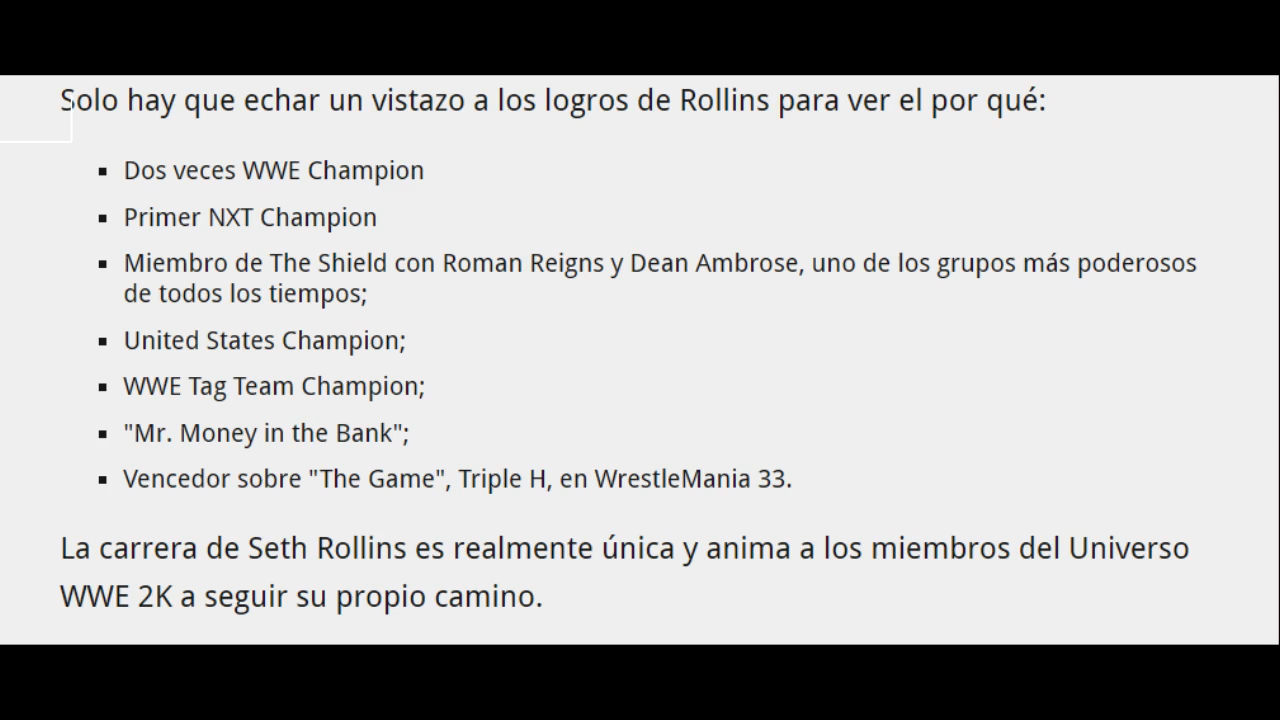 Solo hay que echar un vistazo a los logros de Rollins para ver el por qué:
▪ Dos veces WWE Champion
▪ Primer NXT Champion
▪ Miembro de The Shield con Roman Reigns y Dean Ambrose, uno de los grupos más poderosos
de todos los tiempos;
▪ United States Champion;
▪ WWE Tag Team Champion;
▪ "Mr. Money in the Bank";
▪ Vencedor sobre "The Game", Triple H, en WrestleMania 33.
La carrera de Seth Rollins es realmente única y anima a los miembros del Universo
WWE 2K a seguir su propio camino.